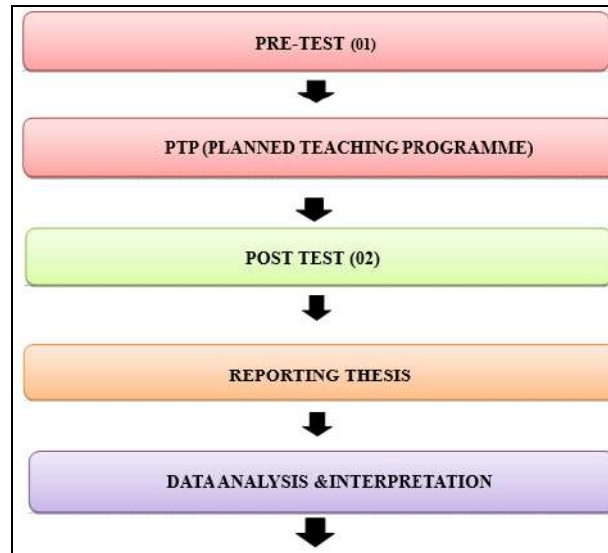 PRE-TEST (01)
PTP (PLANNED TEACHING PROGRAMME)
POST TEST (02)
REPORTING THESIS
DATA ANALYSIS & INTERPRETATION